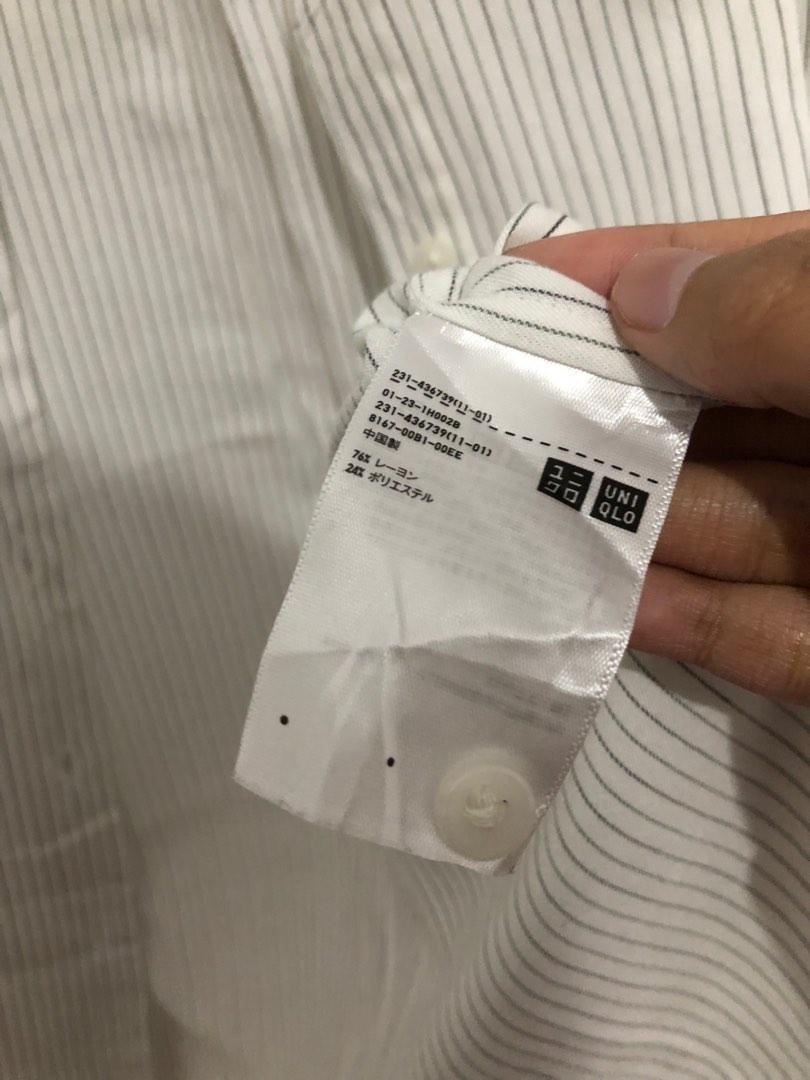 231-436739(11-01)
01-23-1H002B
231-436739(11-01)
8167-00B1-00EE
中国製
76% レーヨン
24% ポリエステル
ユニ
クロ
UNI
QLO